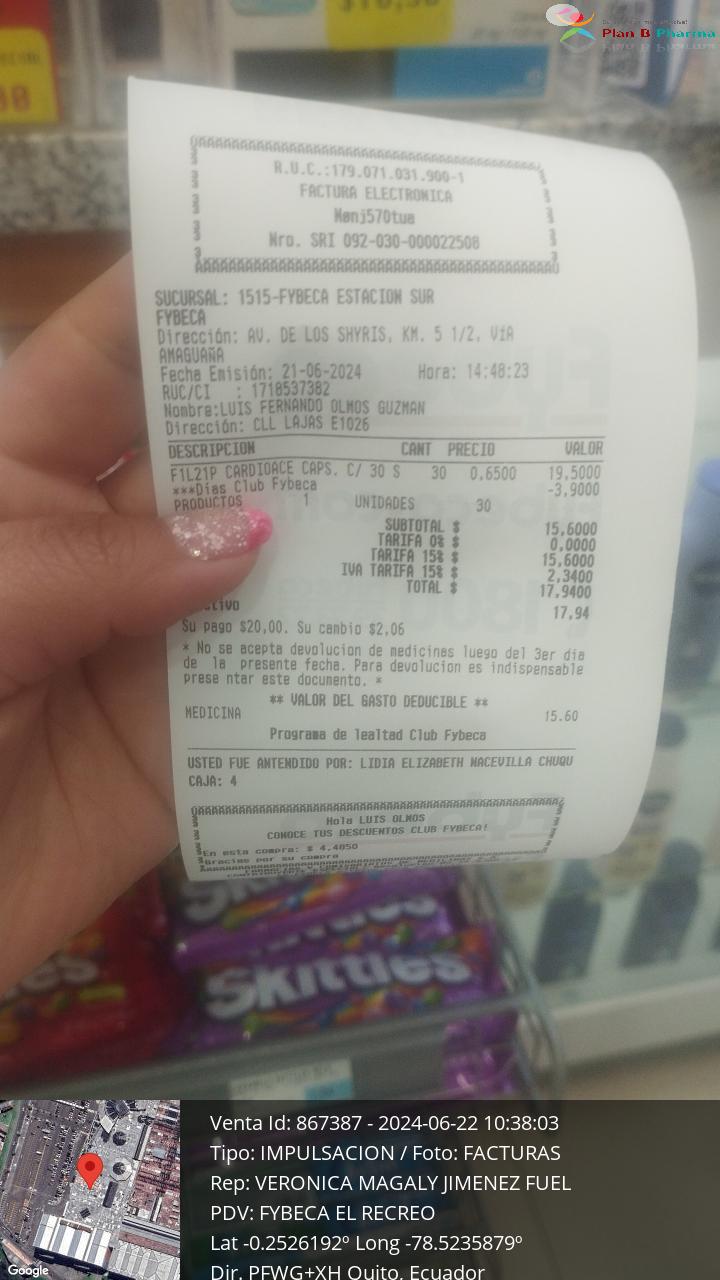 $10,50
Plan B Pharma
R.U.C.:179.071.031.900-1
FACTURA ELECTRONICA
Nanj570tua
Nro. SRI 092-030-000022508
SUCURSAL: 1515-FYBECA ESTACION SUR
FYBECA
Dirección: AV. DE LOS SHYRIS, KM. 5 1/2, VíA
AMAGUAÑA
Fecha Emisión: 21-06-2024 Hora: 14:48:23
RUC/CI : 1718537382
Nombre:LUIS FERNANDO OLMOS GUZMAN
Dirección: CLL LAJAS E1026
DESCRIPCION CANT PRECIO VALOR
F1L21P CARDIOACE CAPS. C/ 30 S 30 0,6500 19,5000
***Días Club Fybeca -3,9000
PRODUCTOS 1 UNIDADES 30
SUBTOTAL $ 15,6000
TARIFA 0% $ 0,0000
TARIFA 15% $ 15,6000
IVA TARIFA 15% $ 2,3400
TOTAL $ 17,9400
ctivo 17,94
Su pago $20,00. Su cambio $2,06
* No se acepta devolucion de medicinas luego del 3er dia
de la presente fecha. Para devolucion es indispensable
prese ntar este documento. *
** VALOR DEL GASTO DEDUCIBLE **
MEDICINA 15.60
Programa de lealtad Club Fybeca
USTED FUE ANTENDIDO POR: LIDIA ELIZABETH NACEVILLA CHUQU
CAJA: 4
Hola LUIS OLMOS
CONOCE TUS DESCUENTOS CLUB FYBECA!
En esta compra: $ 4,4850
Gracias por su compra
Skittles
Skittles
Venta Id: 867387 - 2024-06-22 10:38:03
Tipo: IMPULSACION / Foto: FACTURAS
Rep: VERONICA MAGALY JIMENEZ FUEL
PDV: FYBECA EL RECREO
Lat -0.2526192º Long -78.5235879º
Dir. PFWG+XH Quito, Ecuador
Google